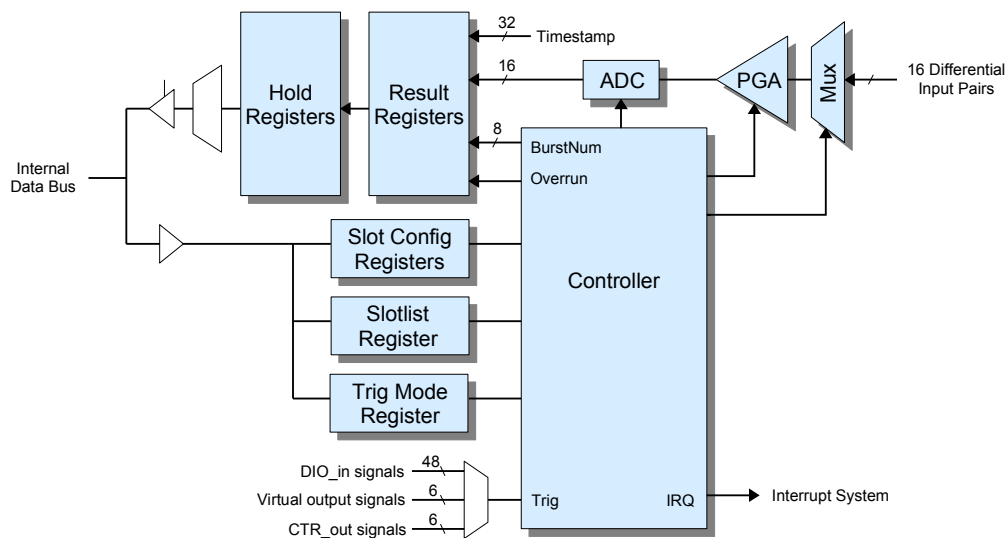 32
Timestamp
16
ADC
PGA
Mux
16 Differential
Input Pairs
Hold
Registers
Result
Registers
8
BurstNum
Overrun
Internal
Data Bus
Slot Config
Registers
Controller
Slotlist
Register
Trig Mode
Register
DIO_in signals
48
Virtual output signals
6
CTR_out signals
6
Trig
IRQ
Interrupt System